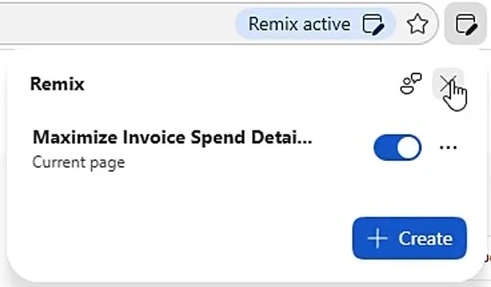 Remix active
Remix
Maximize Invoice Spend Detai...
Current page
Create